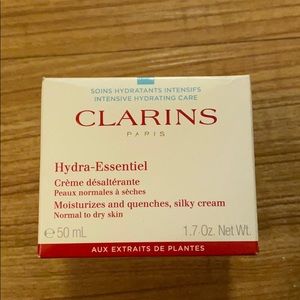 SOINS HYDRATANTS INTENSIFS
INTENSIVE HYDRATING CARE
CLARINS
PARIS
Hydra-Essentiel
Crème désaltérante
Peaux normales à sèches
Moisturizes and quenches, silky cream
Normal to dry skin
e 50 mL 1.7 Oz. Net Wt.
AUX EXTRAITS DE PLANTES